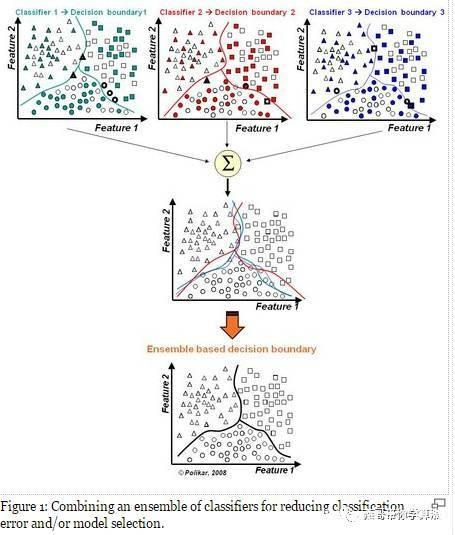 Classifier 1 → Decision boundary1
Classifier 2 → Decision boundary 2
Classifier 3 → Decision boundary 3
Feature 2
Feature 1
Feature 2
Feature 1
Feature 2
Feature 1
Σ
Feature 2
Feature 1
Ensemble based decision boundary
Feature 2
Feature 1
© Polikar, 2008
Figure 1: Combining an ensemble of classifiers for reducing classification
error and/or model selection.